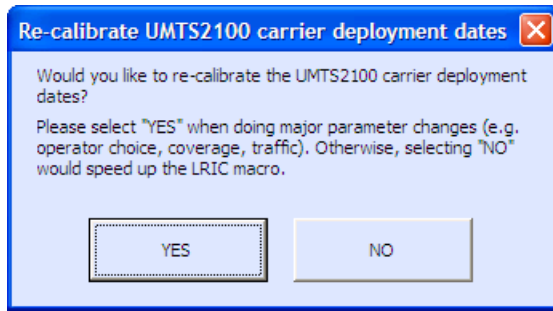 Re-calibrate UMTS2100 carrier deployment dates
Would you like to re-calibrate the UMTS2100 carrier deployment
dates?
Please select "YES" when doing major parameter changes (e.g.
operator choice, coverage, traffic). Otherwise, selecting "NO"
would speed up the LRIC macro.
YES
NO